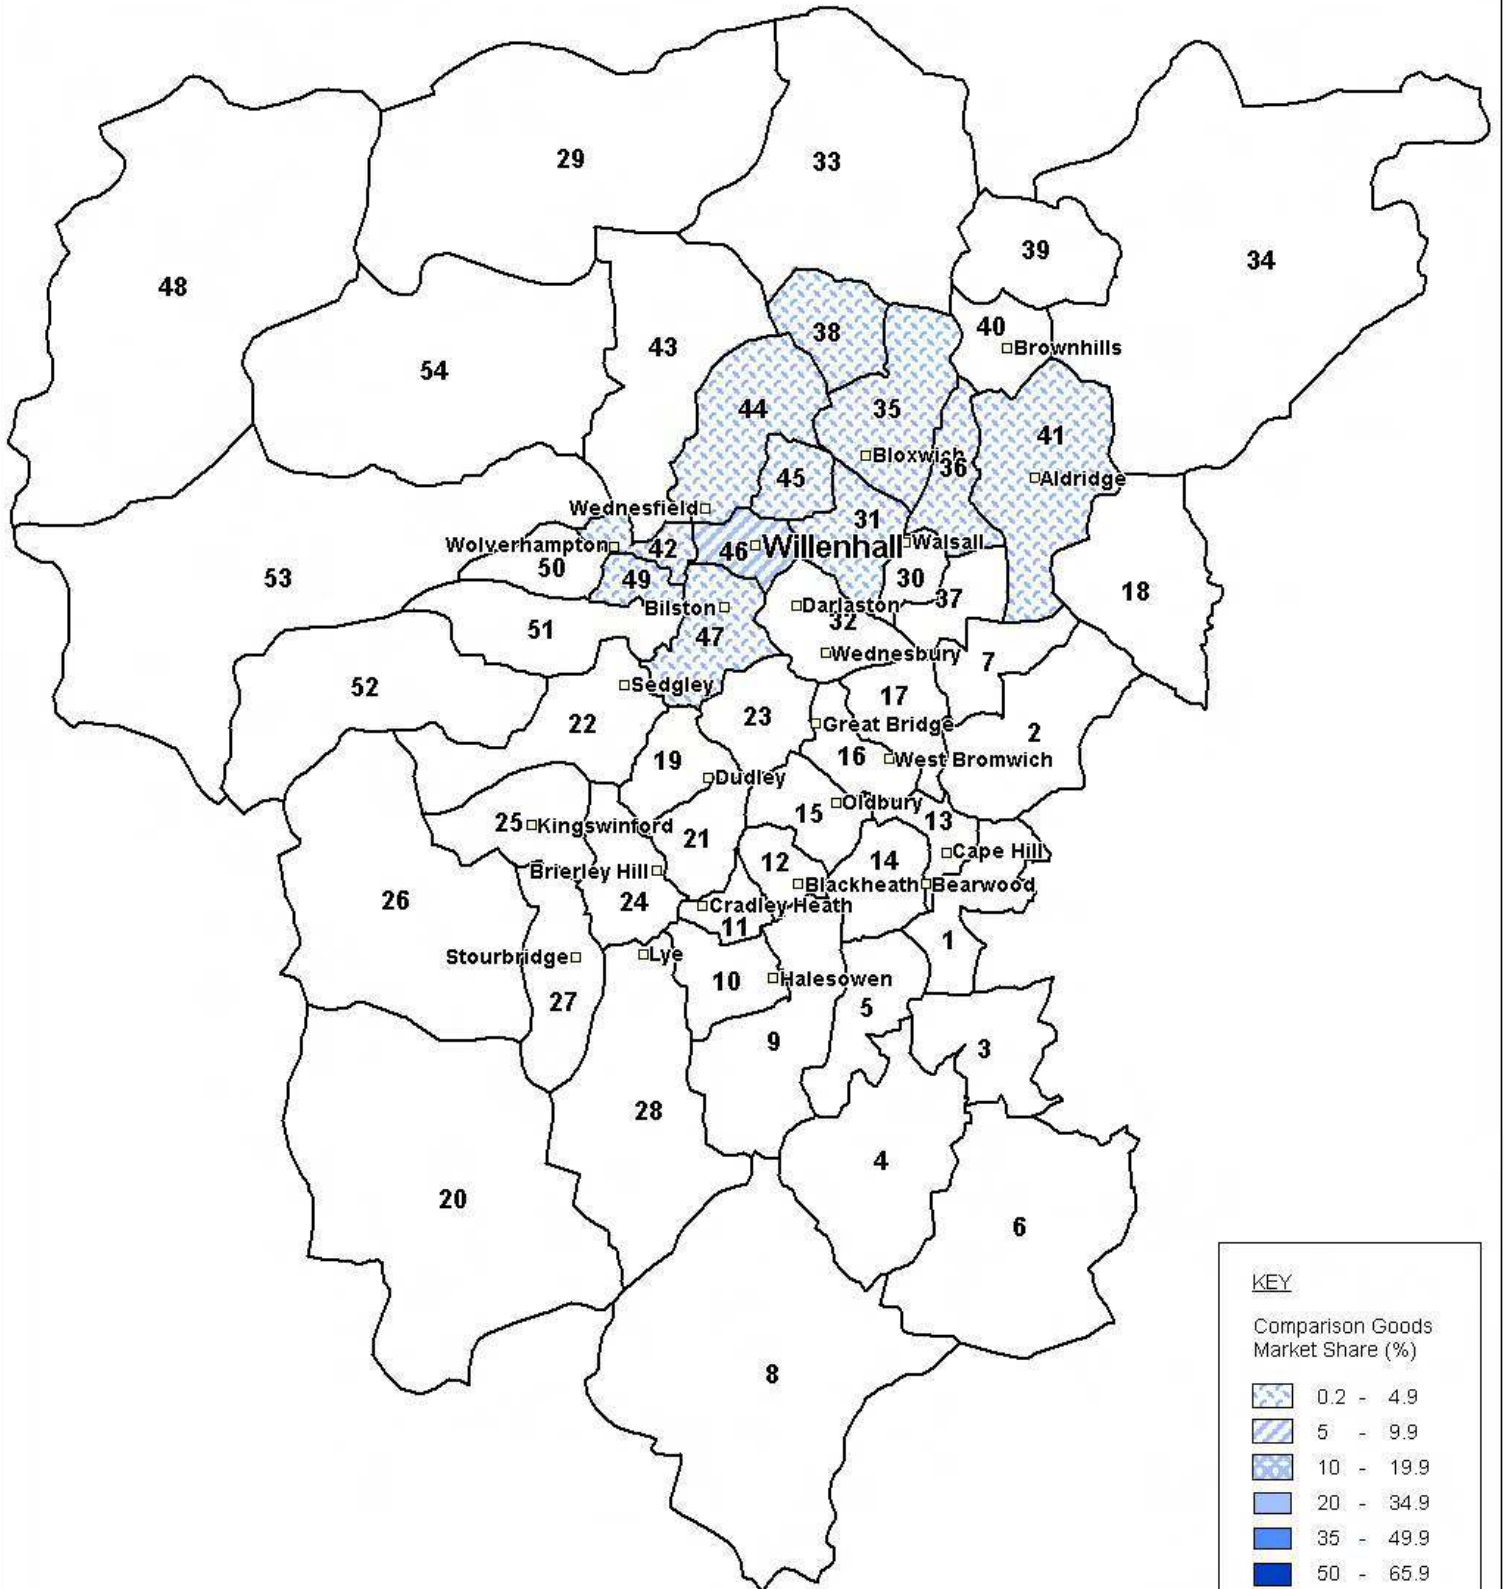 29
33
39
34
48
38
40
Brownhills
43
54
44
35
41
Bloxwich
36
45
Aldridge
Wednesfield
31
Wolverhampton
42
46
Willenhall
Walsall
50
53
49
30
37
18
Bilston
Darlaston
32
51
47
Wednesbury
7
52
Sedgley
17
22
23
Great Bridge
2
19
16
West Bromwich
Dudley
15
Oldbury
13
25
Kingswinford
21
Cape Hill
12
14
Brierley Hill
Blackheath
Bearwood
26
24
Cradley Heath
11
1
Stourbridge
Lye
10
Halesowen
27
5
9
3
28
4
20
6
8
KEY
Comparison Goods
Market Share (%)
0.2 - 4.9
5 - 9.9
10 - 19.9
20 - 34.9
35 - 49.9
50 - 65.9